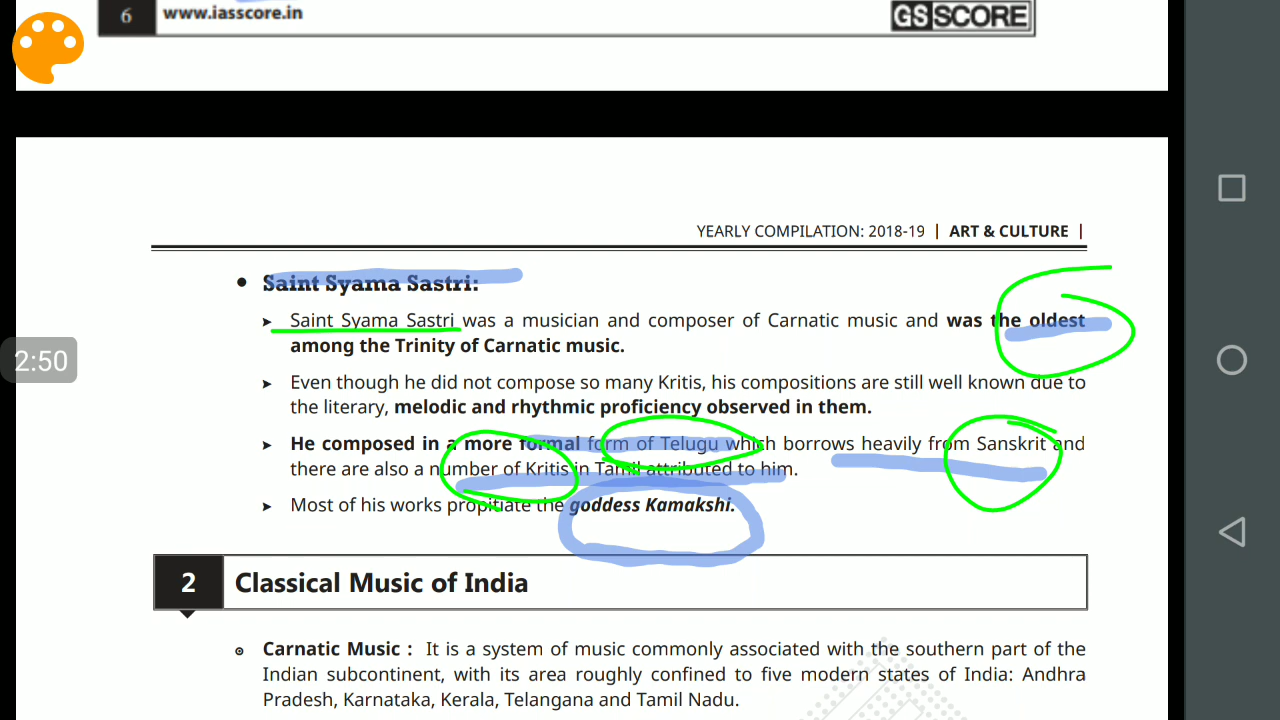 6 www.iasscore.in GS SCORE
YEARLY COMPILATION: 2018-19 | ART & CULTURE |
• Saint Syama Sastri:
➤ Saint Syama Sastri was a musician and composer of Carnatic music and was the oldest
among the Trinity of Carnatic music.
2:50
➤ Even though he did not compose so many Kritis, his compositions are still well known due to
the literary, melodic and rhythmic proficiency observed in them.
➤ He composed in a more formal form of Telugu which borrows heavily from Sanskrit and
there are also a number of Kritis in Tamil attributed to him.
➤ Most of his works propitiate the goddess Kamakshi.
2 Classical Music of India
⊙ Carnatic Music : It is a system of music commonly associated with the southern part of the
Indian subcontinent, with its area roughly confined to five modern states of India: Andhra
Pradesh, Karnataka, Kerala, Telangana and Tamil Nadu.